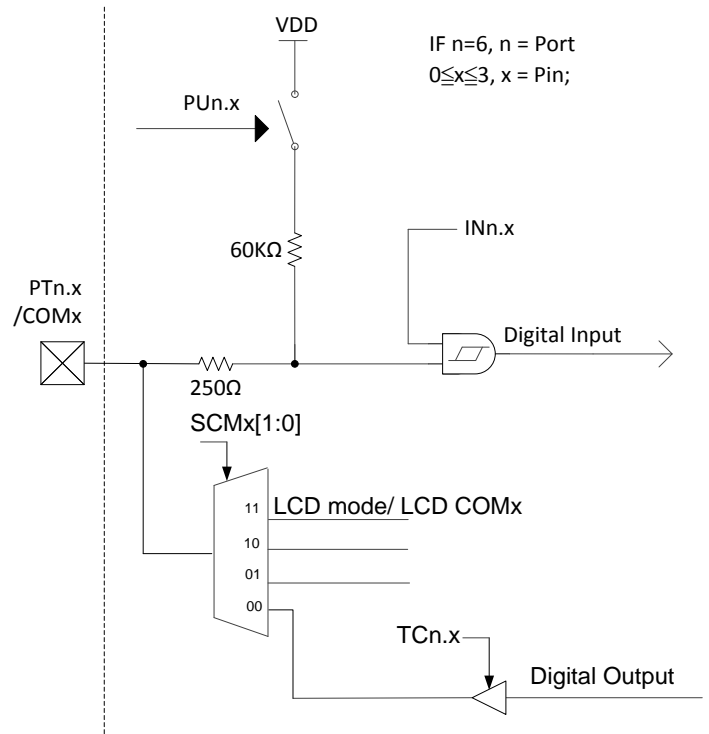 VDD
IF n=6, n = Port
0≦x≦3, x = Pin;
PUn.x
INn.x
60KΩ
PTn.x
/COMx
Digital Input
250Ω
SCMx[1:0]
11
LCD mode/ LCD COMx
10
01
00
TCn.x
Digital Output